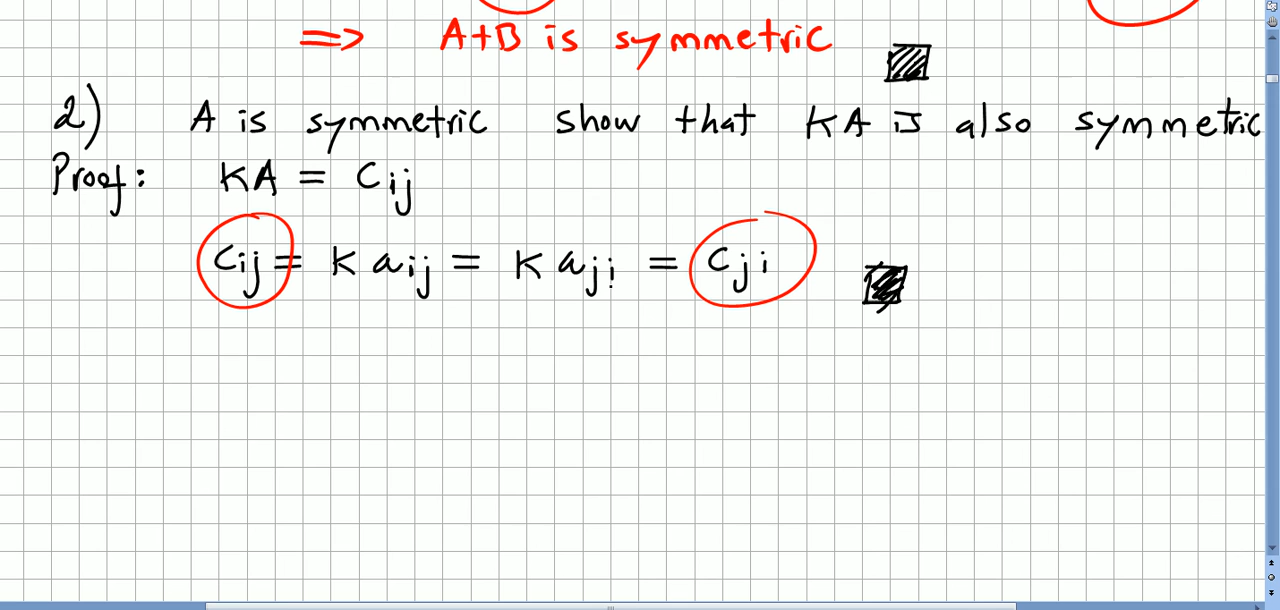 => A+B is symmetric
2) A is symmetric show that KA is also symmetric
Proof: KA = Cij
Cij = K aij = K aji = Cji